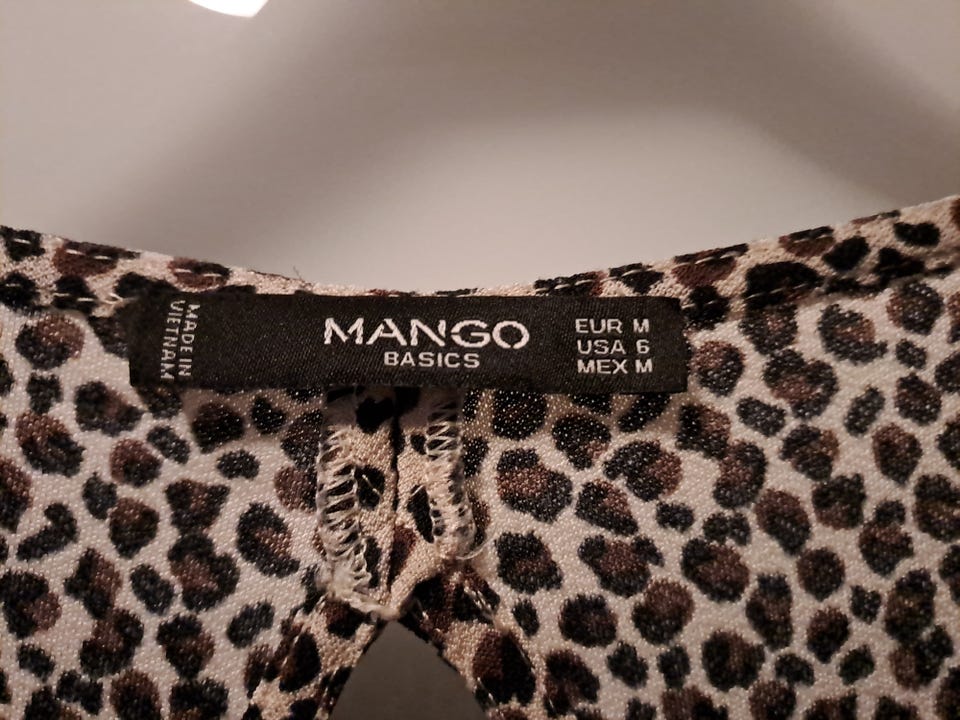 MADE IN
VIETNAM
MANGO
BASICS
EUR M
USA 6
MEX M